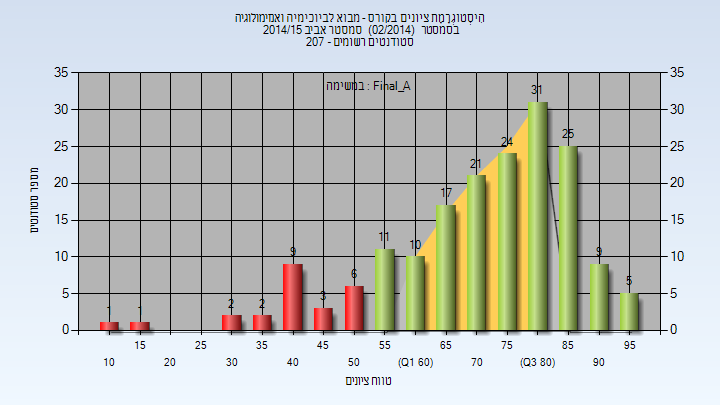 היסטוגרמת ציונים בקורס - מבוא לביוכימיה ואמימולוגיה
בסמסטר (02/2014) סמסטר אביב 2014/15
סטודנטים רשומים - 207
במשימה : Final_A
מספר סטודנטים
35 30 25 20 15 10 5 0
35 30 25 20 15 10 5 0
1 1 2 2 9 3 6 11 10 17 21 24 31 25 9 5
15 25 35 45 55 65 75 85 95
10 20 30 40 50 (Q1 60) 70 (Q3 80) 90
טווח ציונים